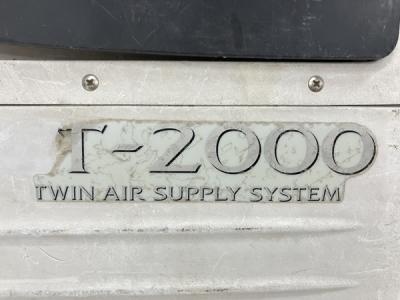 T-2000
TWIN AIR SUPPLY SYSTEM